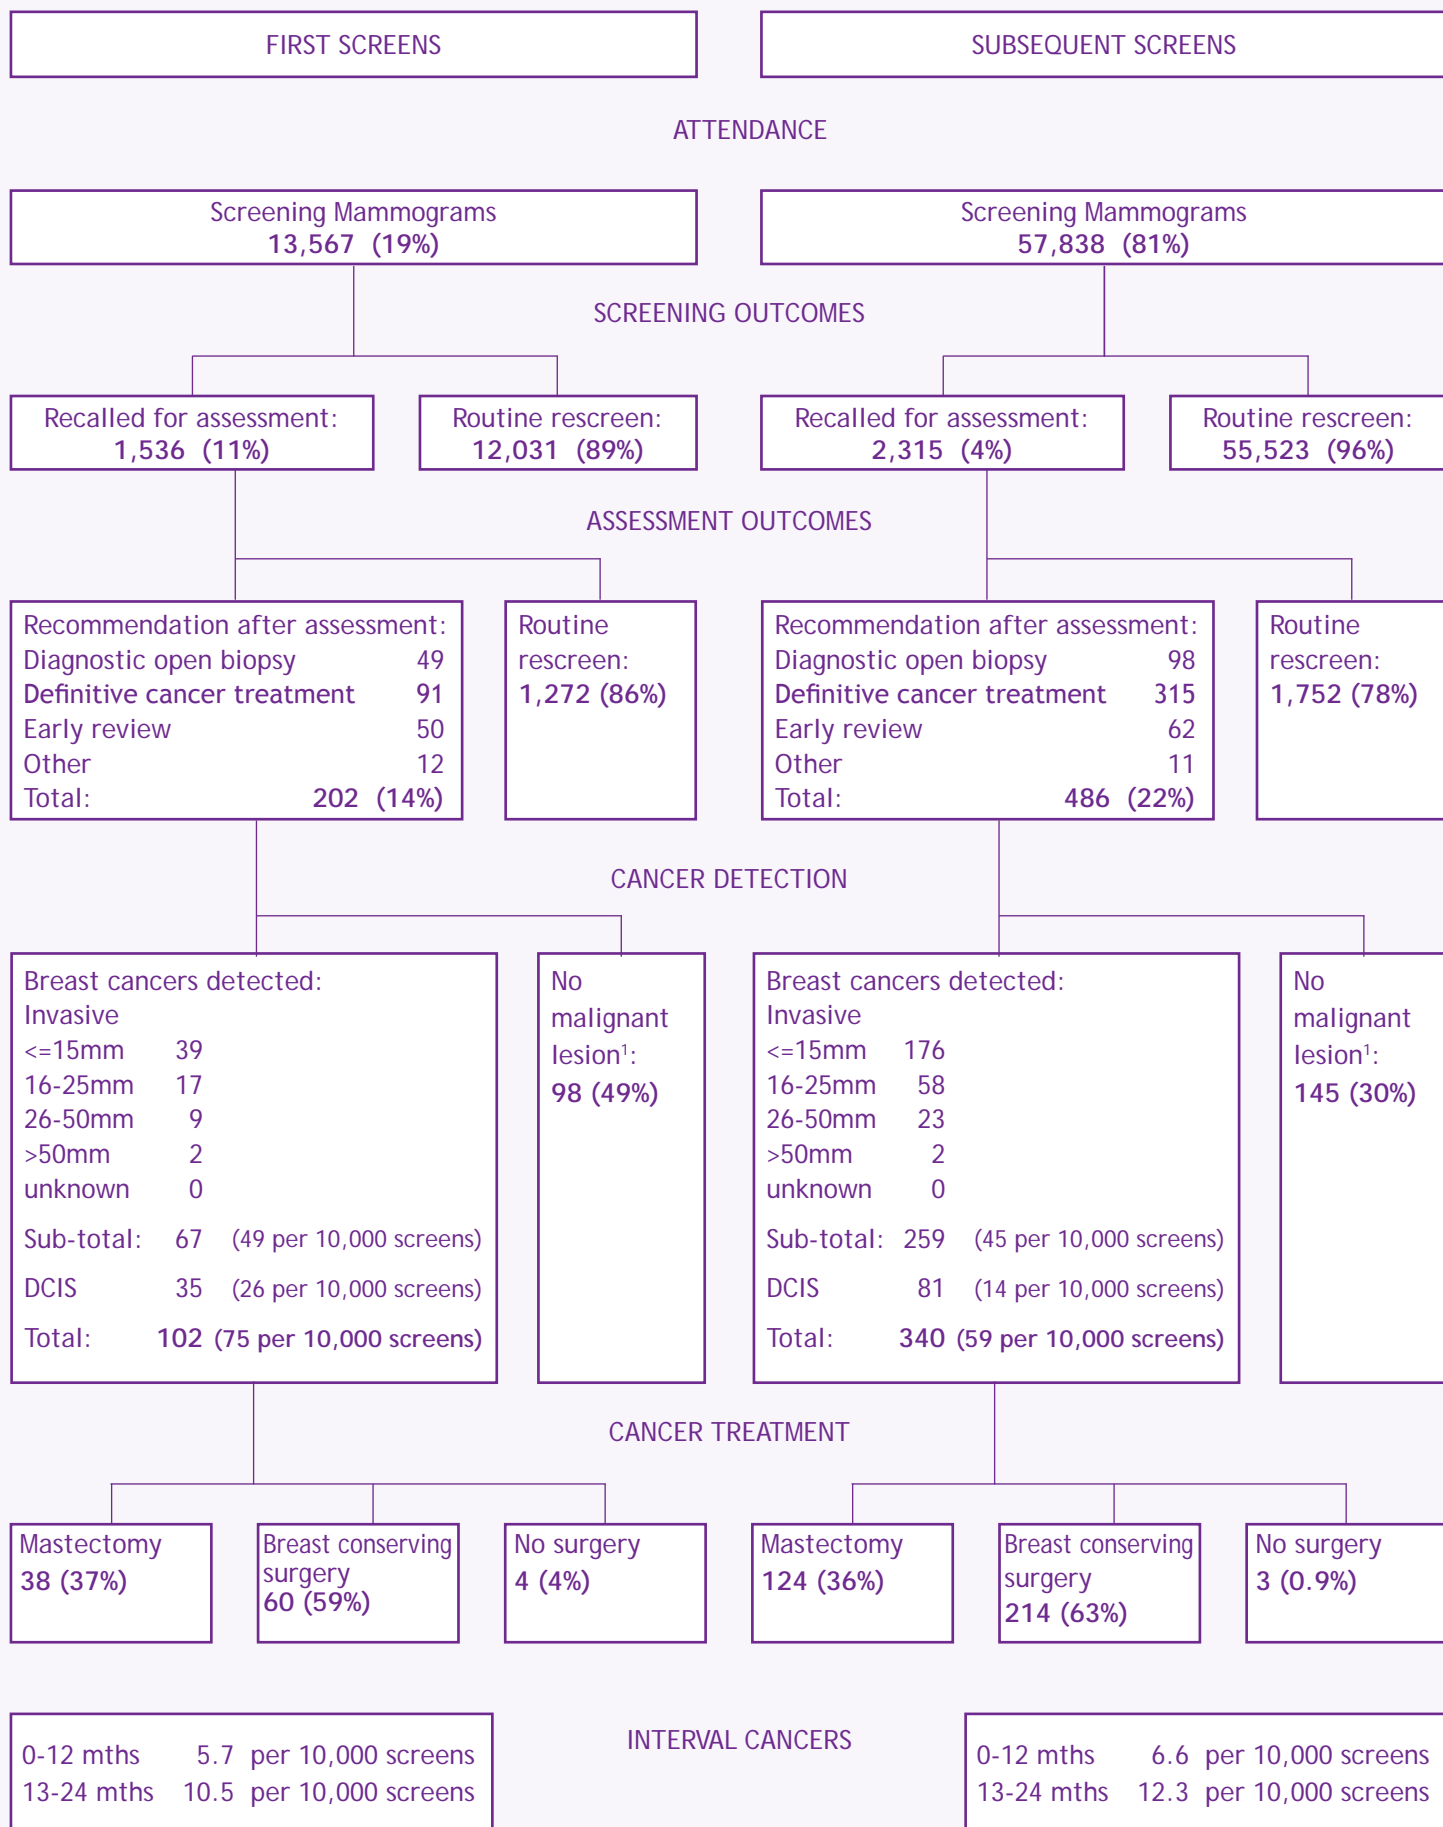 FIRST SCREENS
SUBSEQUENT SCREENS
ATTENDANCE
Screening Mammograms
13,567 (19%)
Screening Mammograms
57,838 (81%)
SCREENING OUTCOMES
Recalled for assessment:
1,536 (11%)
Routine rescreen:
12,031 (89%)
Recalled for assessment:
2,315 (4%)
Routine rescreen:
55,523 (96%)
ASSESSMENT OUTCOMES
Recommendation after assessment:
Diagnostic open biopsy 49
Definitive cancer treatment 91
Early review 50
Other 12
Total: 202 (14%)
Routine
rescreen:
1,272 (86%)
Recommendation after assessment:
Diagnostic open biopsy 98
Definitive cancer treatment 315
Early review 62
Other 11
Total: 486 (22%)
Routine
rescreen:
1,752 (78%)
CANCER DETECTION
Breast cancers detected:
Invasive
<=15mm 39
16-25mm 17
26-50mm 9
>50mm 2
unknown 0
Sub-total: 67 (49 per 10,000 screens)
DCIS 35 (26 per 10,000 screens)
Total: 102 (75 per 10,000 screens)
No
malignant
lesion¹:
98 (49%)
Breast cancers detected:
Invasive
<=15mm 176
16-25mm 58
26-50mm 23
>50mm 2
unknown 0
Sub-total: 259 (45 per 10,000 screens)
DCIS 81 (14 per 10,000 screens)
Total: 340 (59 per 10,000 screens)
No
malignant
lesion¹:
145 (30%)
CANCER TREATMENT
Mastectomy
38 (37%)
Breast conserving
surgery
60 (59%)
No surgery
4 (4%)
Mastectomy
124 (36%)
Breast conserving
surgery
214 (63%)
No surgery
3 (0.9%)
INTERVAL CANCERS
0-12 mths 5.7 per 10,000 screens
13-24 mths 10.5 per 10,000 screens
0-12 mths 6.6 per 10,000 screens
13-24 mths 12.3 per 10,000 screens